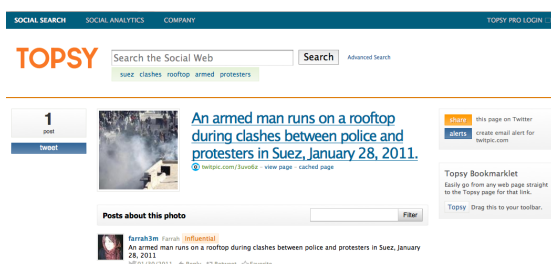 SOCIAL SEARCH SOCIAL ANALYTICS COMPANY TOPSY PRO LOGIN
TOPSY
Search the Social Web Search Advanced Search
suez clashes rooftop armed protesters
1
post
tweet
An armed man runs on a rooftop
during clashes between police and
protesters in Suez, January 28, 2011.
twitpic.com/3uvo6z - view page - cached page
share this page on Twitter
alerts create email alert for
twitpic.com
Topsy Bookmarklet
Easily go from any web page straight
to the Topsy page for that link.
Topsy Drag this to your toolbar.
Posts about this photo Filter
farrah3m Farrah Influential
An armed man runs on a rooftop during clashes between police and protesters in Suez, January
28, 2011
Reply Retweet Favorite